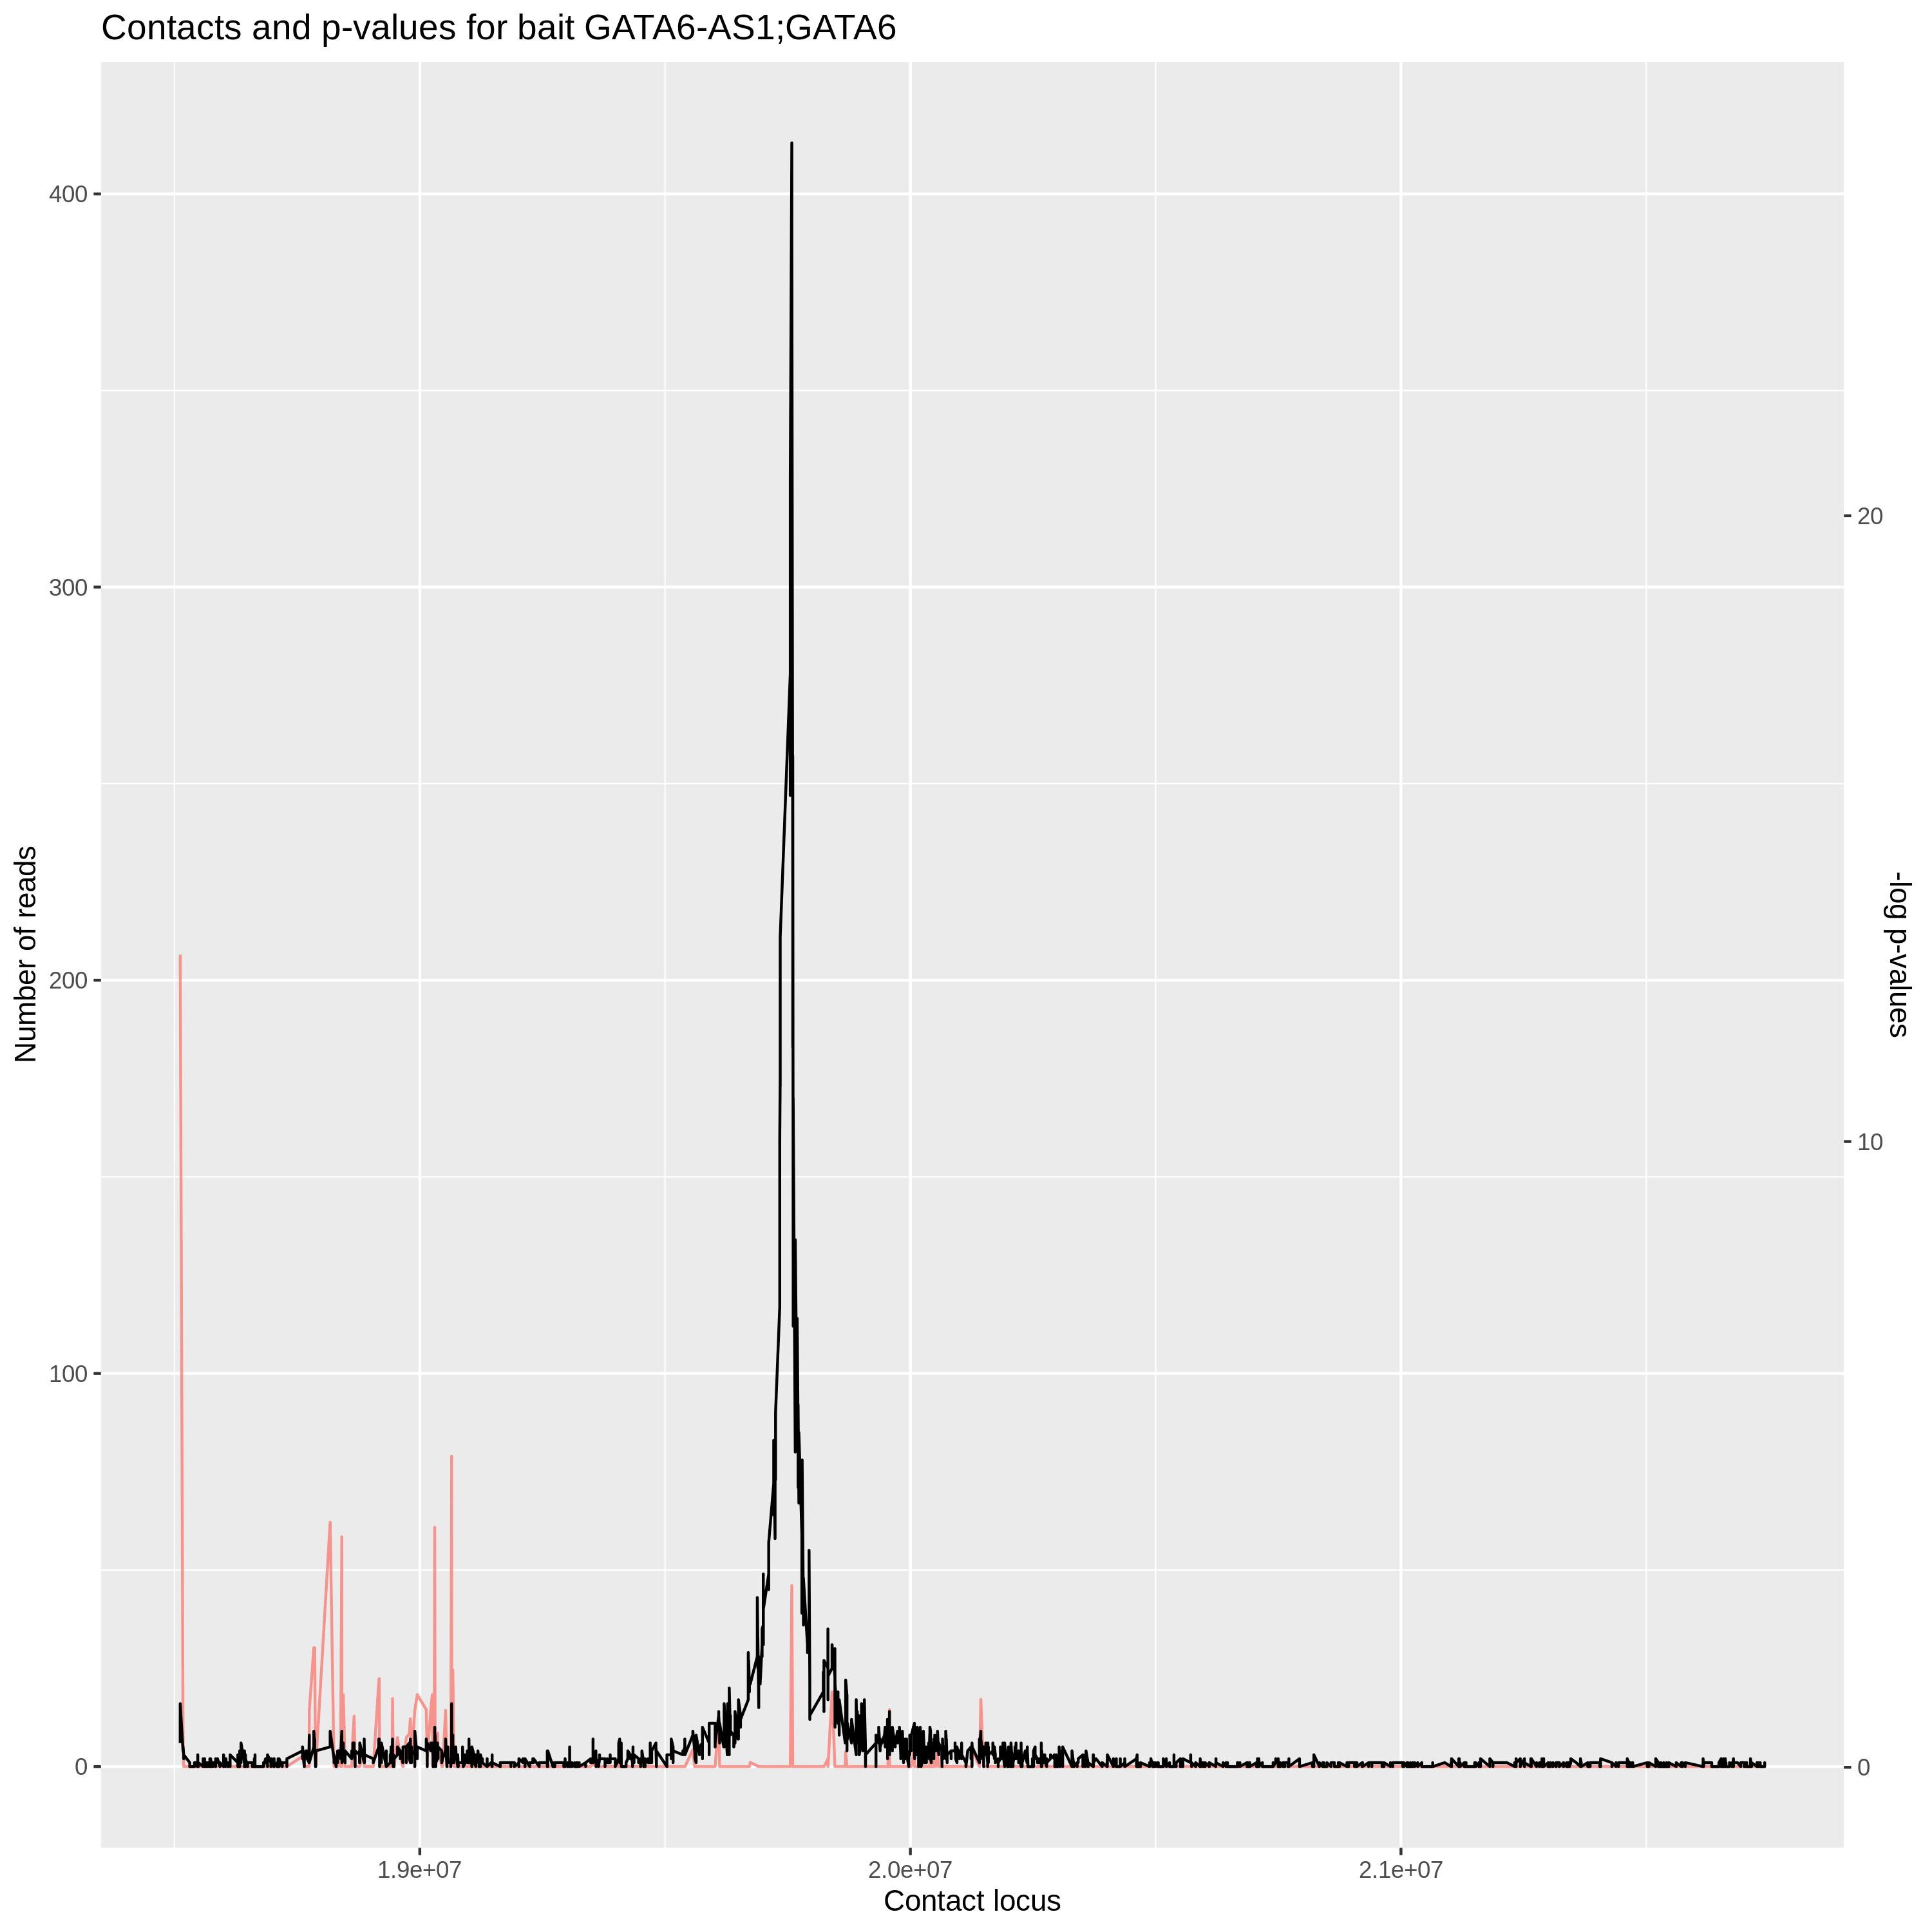 Contacts and p-values for bait GATA6-AS1;GATA6
400
300
200
100
0
Number of reads
20
10
0
-log p-values
1.9e+07
2.0e+07
2.1e+07
Contact locus